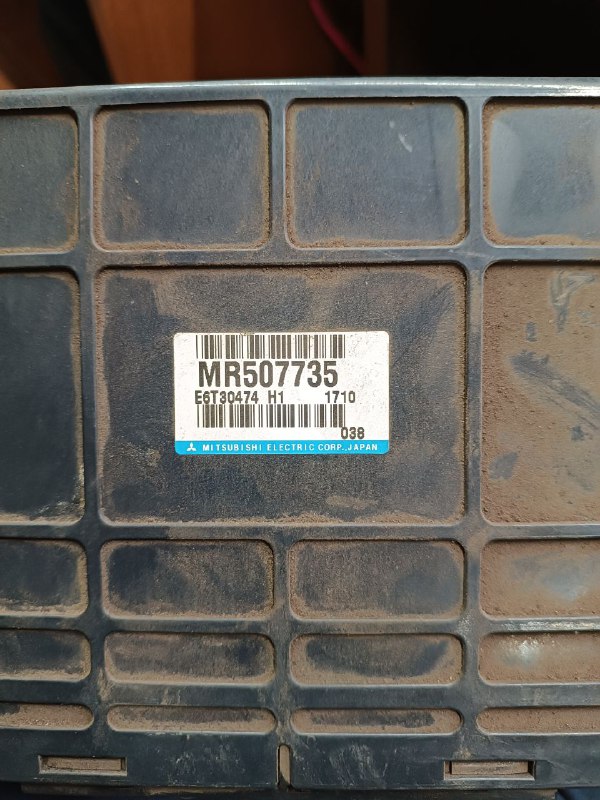 MR507735
E6T30474 H1 1710
038
MITSUBISHI ELECTRIC CORP., JAPAN